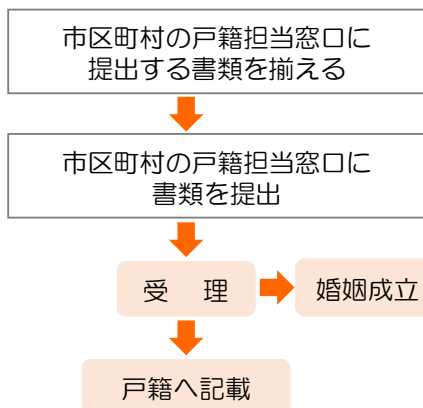 市区町村の戸籍担当窓口に
提出する書類を揃える
市区町村の戸籍担当窓口に
書類を提出
受　理
婚姻成立
戸籍へ記載